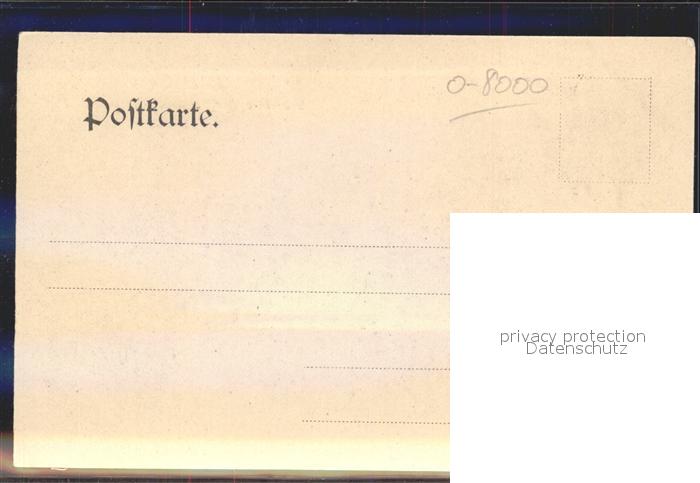 Postkarte.
0-8000
privacy protection
Datenschutz